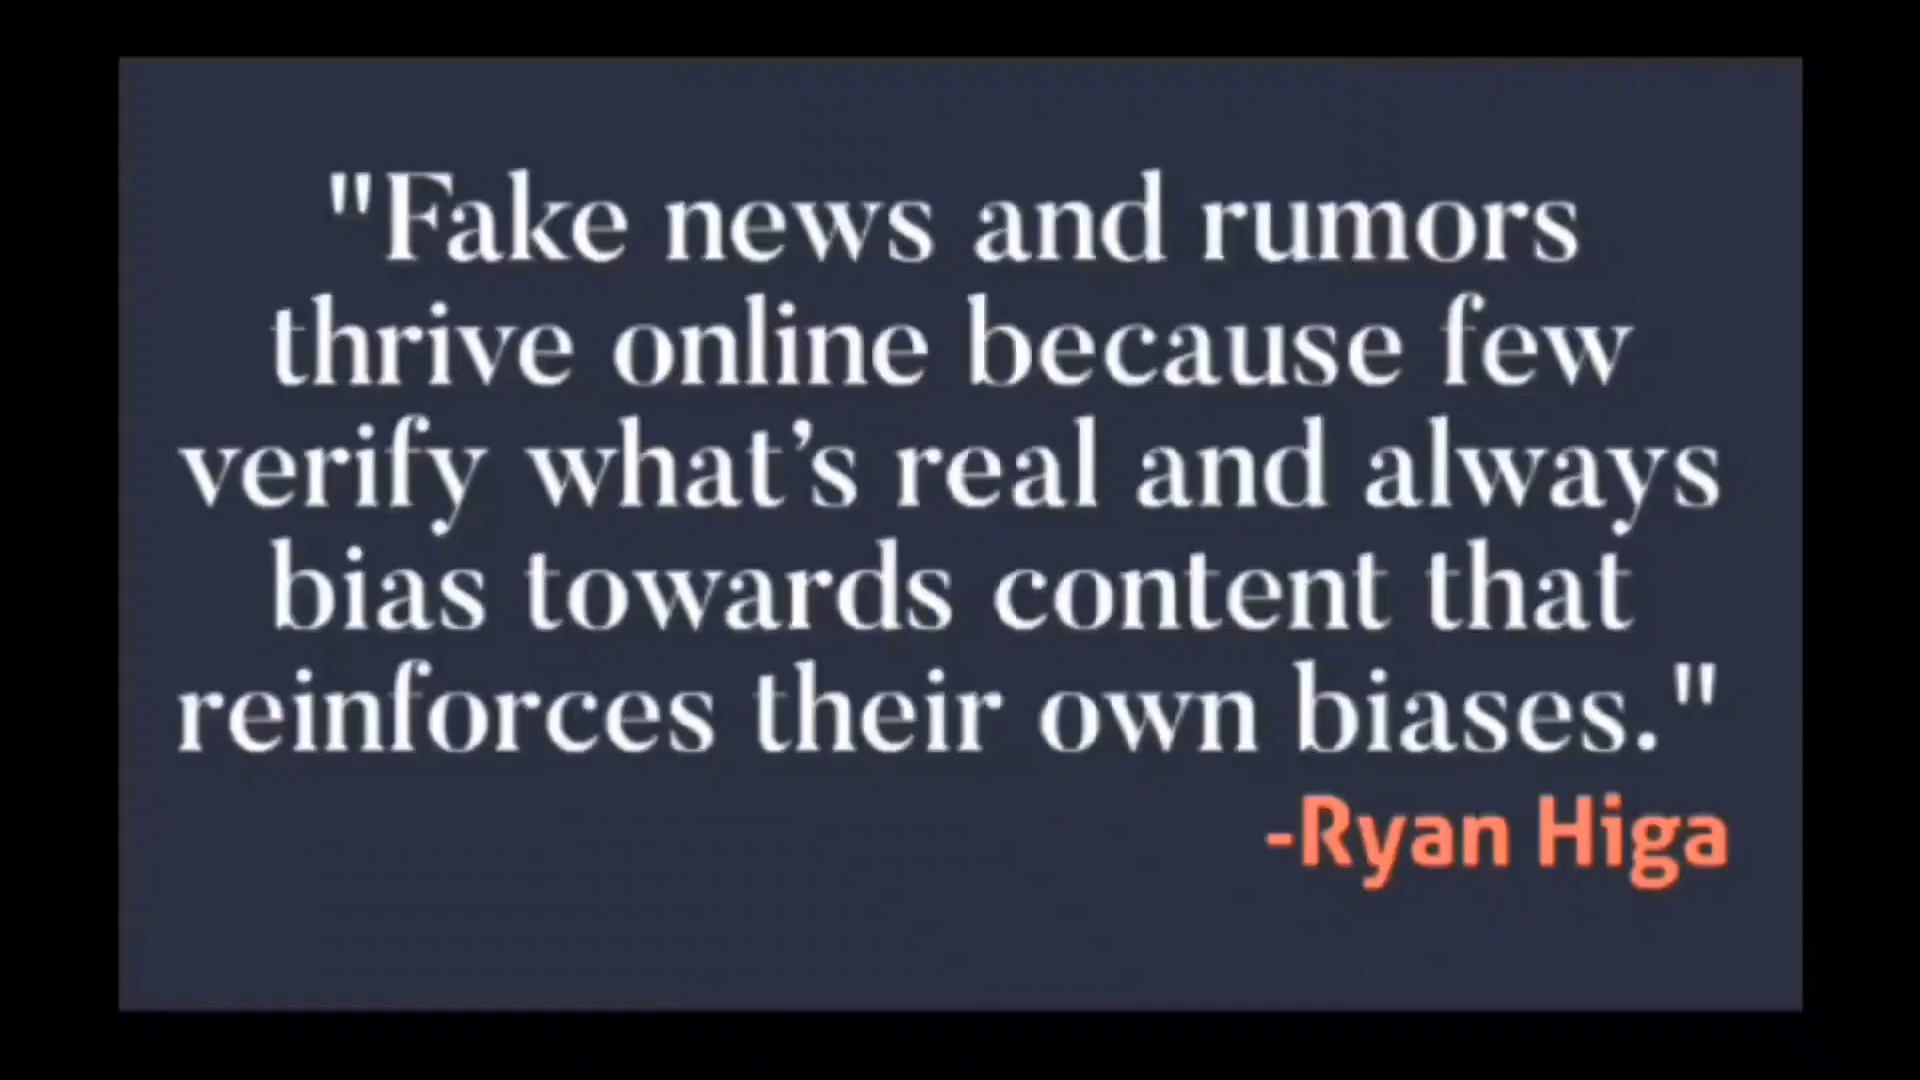 "Fake news and rumors
thrive online because few
verify what’s real and always
bias towards content that
reinforces their own biases."
-Ryan Higa